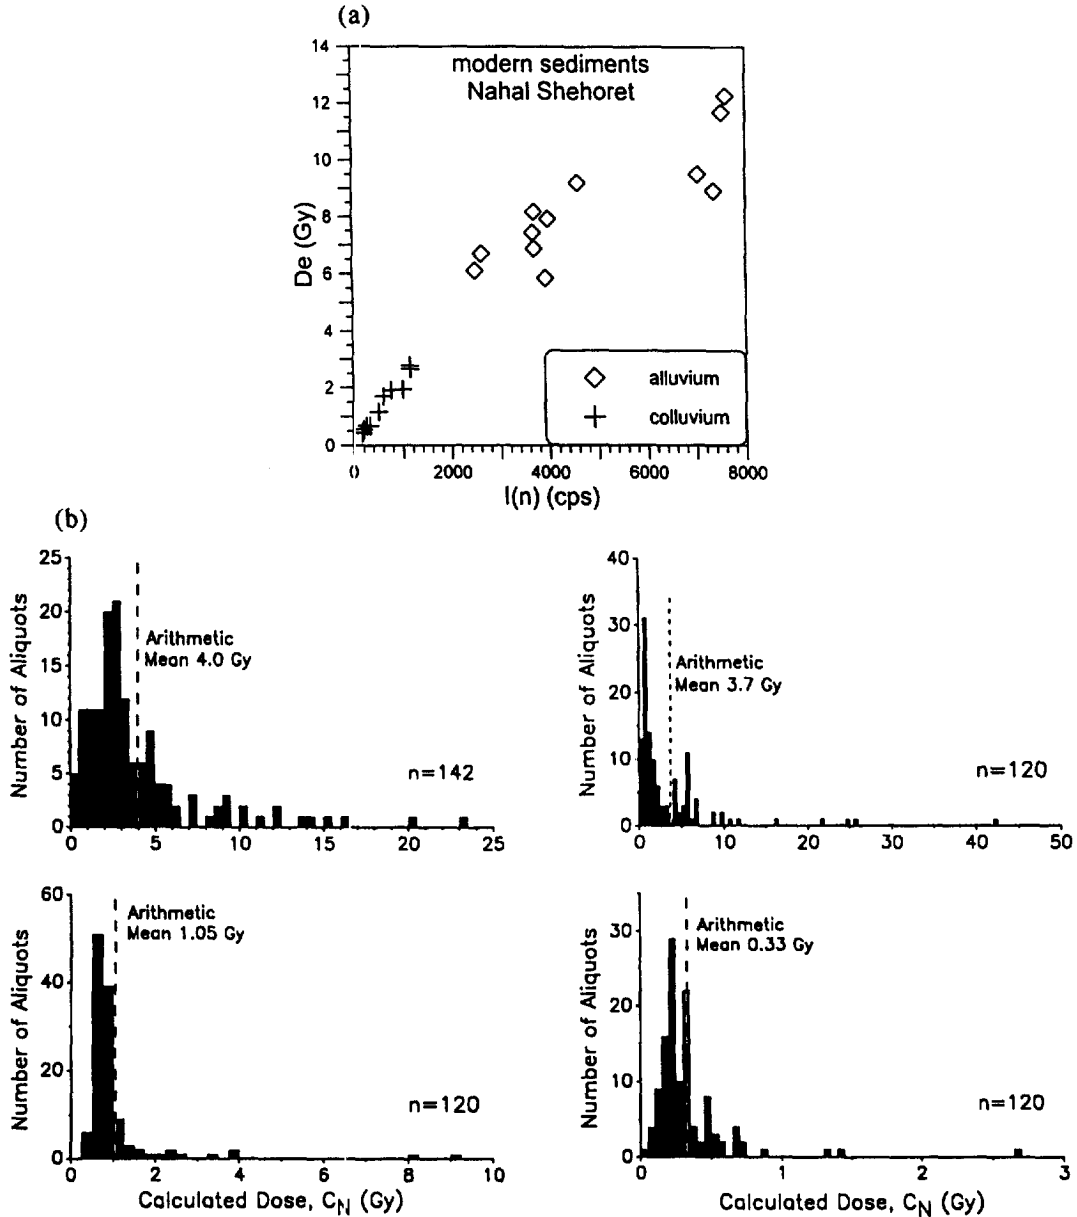 (a)
14
12
10
8
6
4
2
0
De (Gy)
modern sediments
Nahal Shehoret
alluvium
colluvium
0 2000 4000 6000 8000
I(n) (cps)
(b)
25
20
15
10
5
0
Number of Aliquots
Arithmetic
Mean 4.0 Gy
n=142
0 5 10 15 20 25
40
30
20
10
0
Number of Aliquots
Arithmetic
Mean 3.7 Gy
n=120
0 10 20 30 40 50
60
40
20
0
Number of Aliquots
Arithmetic
Mean 1.05 Gy
n=120
0 2 4 6 8 10
Calculated Dose, CN (Gy)
30
20
10
0
Number of Aliquots
Arithmetic
Mean 0.33 Gy
n=120
0 1 2 3
Calculated Dose, CN (Gy)